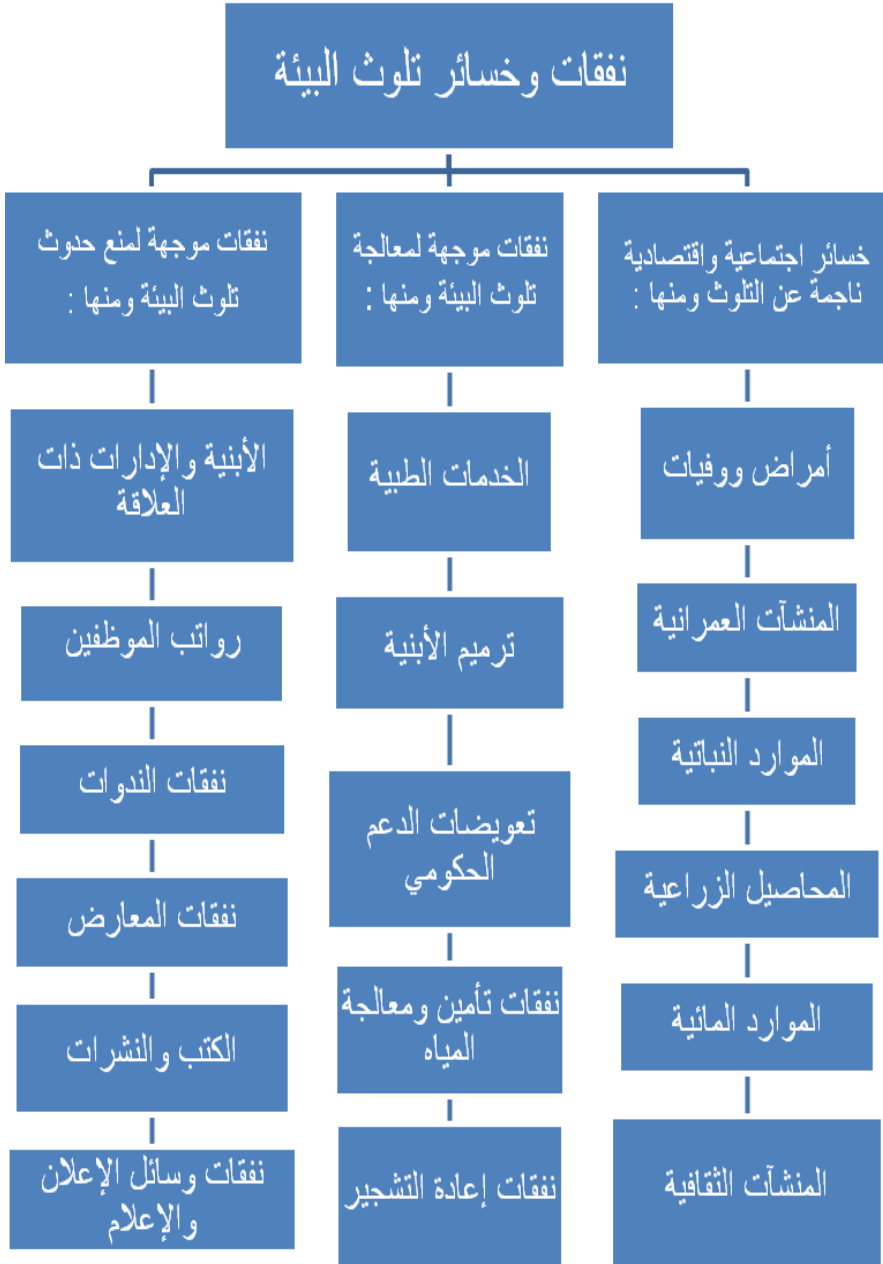 نفقات وخسائر تلوث البيئة
خسائر اجتماعية واقتصادية
ناجمة عن التلوث ومنها :
أمراض ووفيات
المنشآت العمرانية
الموارد النباتية
المحاصيل الزراعية
الموارد المائية
المنشآت الثقافية
نفقات موجهة لمعالجة
تلوث البيئة ومنها :
الخدمات الطبية
ترميم الأبنية
تعويضات الدعم
الحكومي
نفقات تأمين ومعالجة
المياه
نفقات إعادة التشجير
نفقات موجهة لمنع حدوث
تلوث البيئة ومنها :
الأبنية والإدارات ذات
العلاقة
رواتب الموظفين
نفقات الندوات
نفقات المعارض
الكتب والنشرات
نفقات وسائل الإعلان
والإعلام